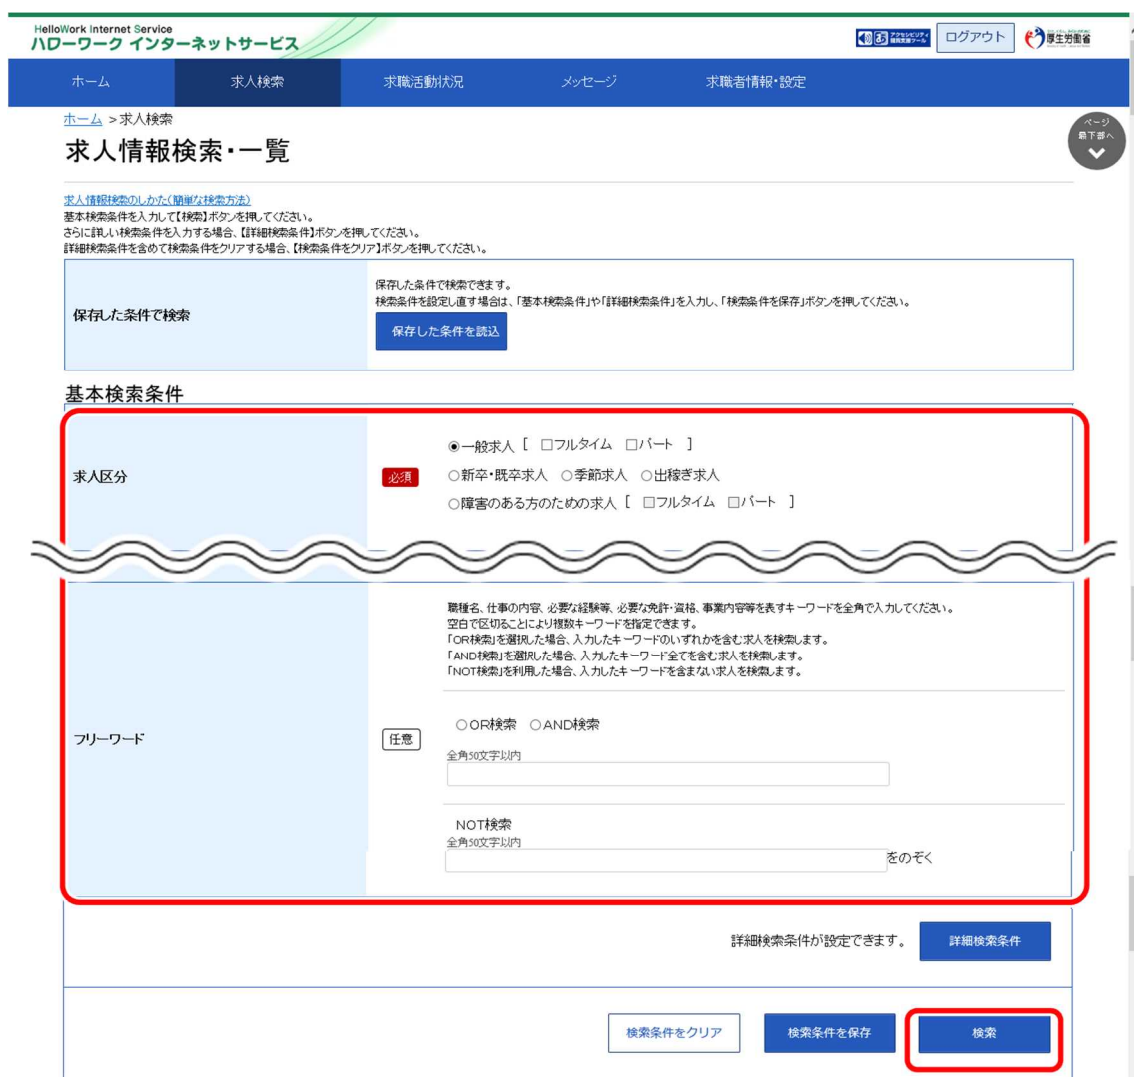 HelloWork Internet Service
ハローワーク インターネットサービス
アクセシビリティ
閲覧支援ツール
ログアウト
厚生労働省
ホーム
求人検索
求職活動状況
メッセージ
求職者情報・設定
ホーム >求人検索
ページ
最下部へ
求人情報検索・一覧
求人情報検索のしかた(簡単な検索方法)
基本検索条件を入力して【検索】ボタンを押してください。
さらに詳しい検索条件を入力する場合、【詳細検索条件】ボタンを押してください。
詳細検索条件を含めて検索条件をクリアする場合、【検索条件をクリア】ボタンを押してください。
保存した条件で検索
保存した条件で検索できます。
検索条件を設定し直す場合は、「基本検索条件」や「詳細検索条件」を入力し、「検索条件を保存」ボタンを押してください。
保存した条件を読込
基本検索条件
求人区分
必須
◉一般求人 [ □フルタイム □パート ]
○新卒・既卒求人 ○季節求人 ○出稼ぎ求人
○障害のある方のための求人 [ □フルタイム □パート ]
フリーワード
任意
職種名、仕事の内容、必要な経験等、必要な免許・資格、事業内容等を表すキーワードを全角で入力してください。
空白で区切ることにより複数キーワードを指定できます。
「OR検索」を選択した場合、入力したキーワードのいずれかを含む求人を検索します。
「AND検索」を選択した場合、入力したキーワード全てを含む求人を検索します。
「NOT検索」を利用した場合、入力したキーワードを含まない求人を検索します。
○OR検索 ○AND検索
全角50文字以内
NOT検索
全角50文字以内
をのぞく
詳細検索条件が設定できます。
詳細検索条件
検索条件をクリア
検索条件を保存
検索